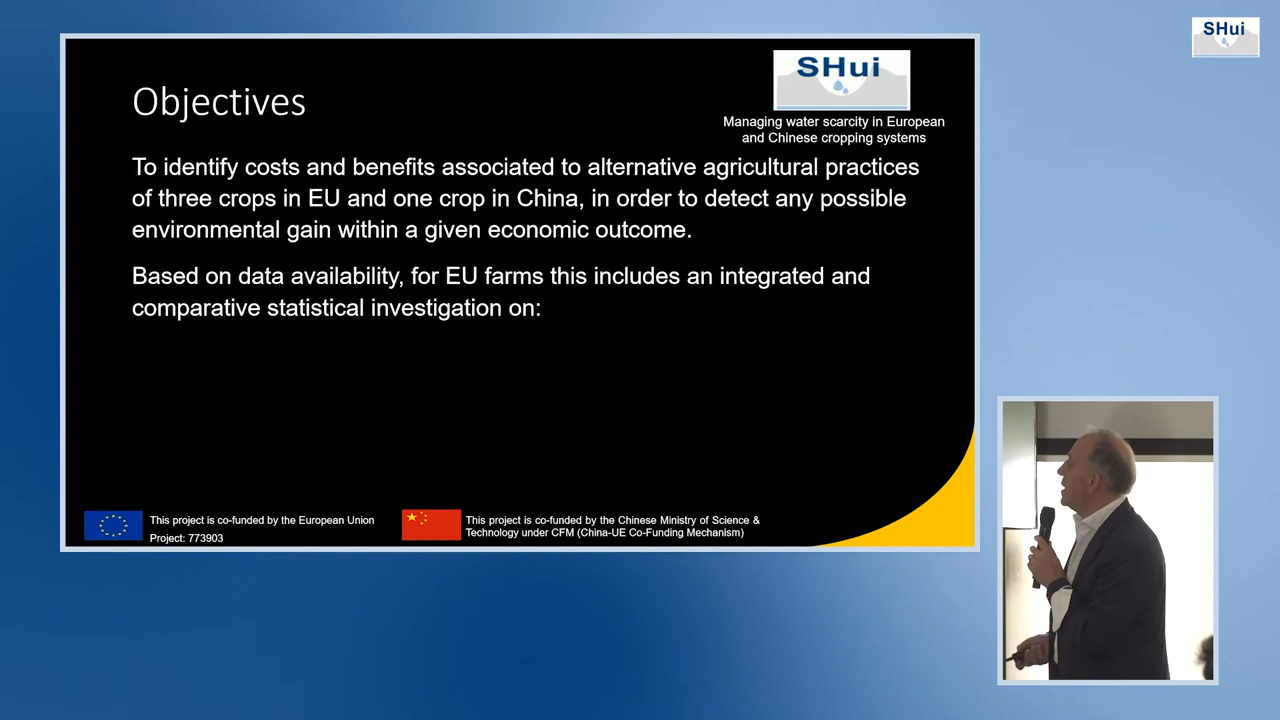 SHui
SHui
Managing water scarcity in European
and Chinese cropping systems
Objectives
To identify costs and benefits associated to alternative agricultural practices
of three crops in EU and one crop in China, in order to detect any possible
environmental gain within a given economic outcome.
Based on data availability, for EU farms this includes an integrated and
comparative statistical investigation on:
This project is co-funded by the European Union
Project: 773903
This project is co-funded by the Chinese Ministry of Science &
Technology under CFM (China-UE Co-Funding Mechanism)